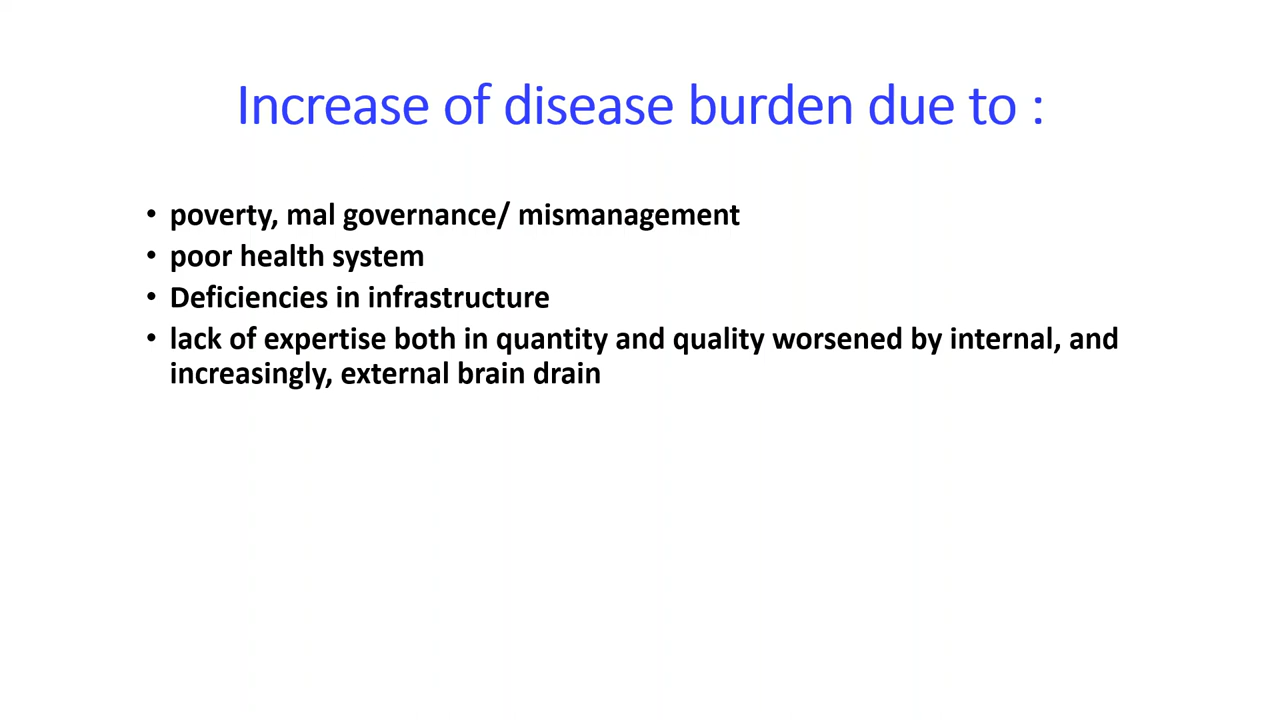 Increase of disease burden due to :
• poverty, mal governance/ mismanagement
• poor health system
• Deficiencies in infrastructure
• lack of expertise both in quantity and quality worsened by internal, and
increasingly, external brain drain